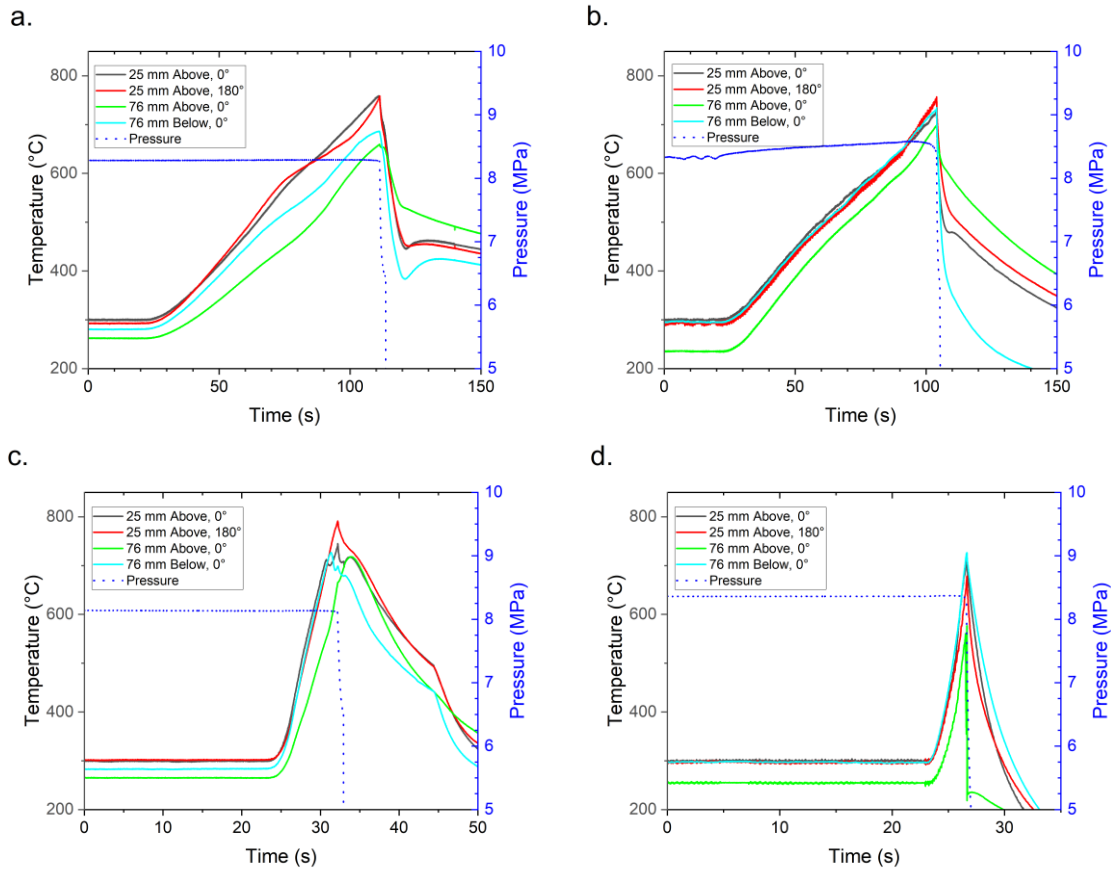 a.
b.
25 mm Above, 0°
25 mm Above, 180°
76 mm Above, 0°
76 mm Below, 0°
Pressure
Temperature (°C)
800
600
400
200
10
9
8
7
6
5
Pressure (MPa)
0
50
100
150
Time (s)
25 mm Above, 0°
25 mm Above, 180°
76 mm Above, 0°
76 mm Below, 0°
Pressure
Temperature (°C)
800
600
400
200
10
9
8
7
6
5
Pressure (MPa)
0
50
100
150
Time (s)
c.
d.
25 mm Above, 0°
25 mm Above, 180°
76 mm Above, 0°
76 mm Below, 0°
Pressure
Temperature (°C)
800
600
400
200
10
9
8
7
6
5
Pressure (MPa)
0
10
20
30
40
50
Time (s)
25 mm Above, 0°
25 mm Above, 180°
76 mm Above, 0°
76 mm Below, 0°
Pressure
Temperature (°C)
800
600
400
200
10
9
8
7
6
5
Pressure (MPa)
0
10
20
30
Time (s)